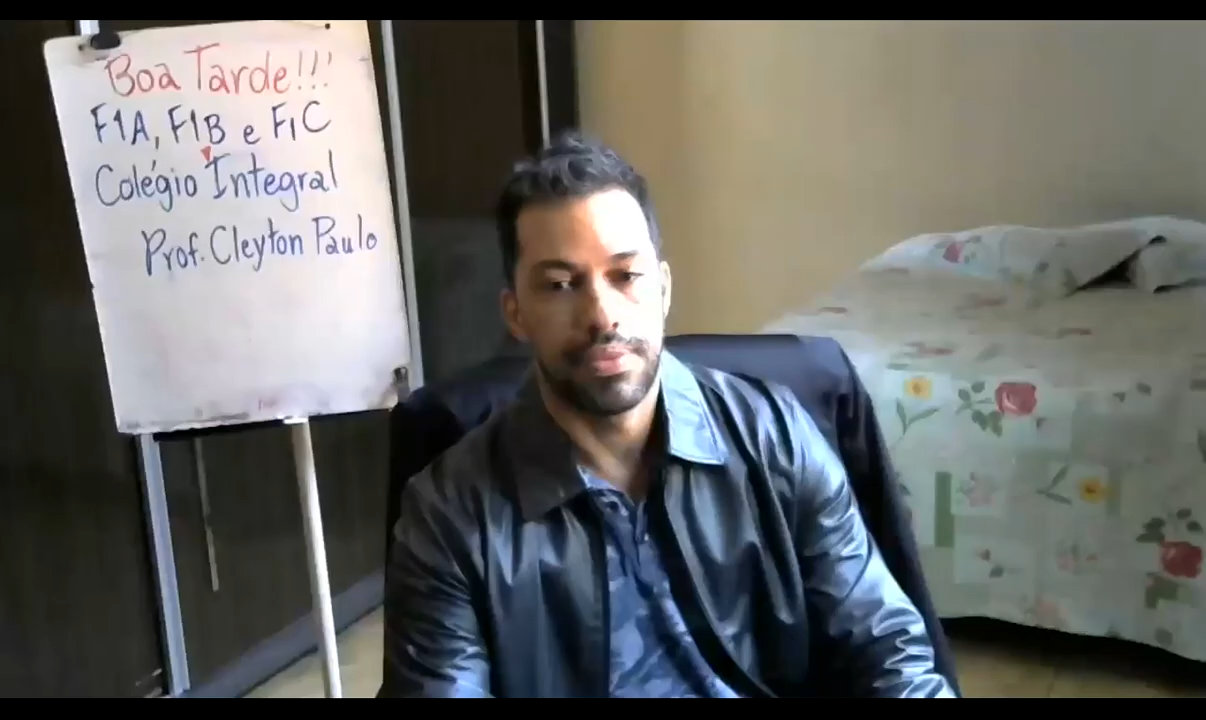 Boa Tarde!!!
F1A, F1B e F1C
Colégio Integral
Prof. Cleyton Paulo